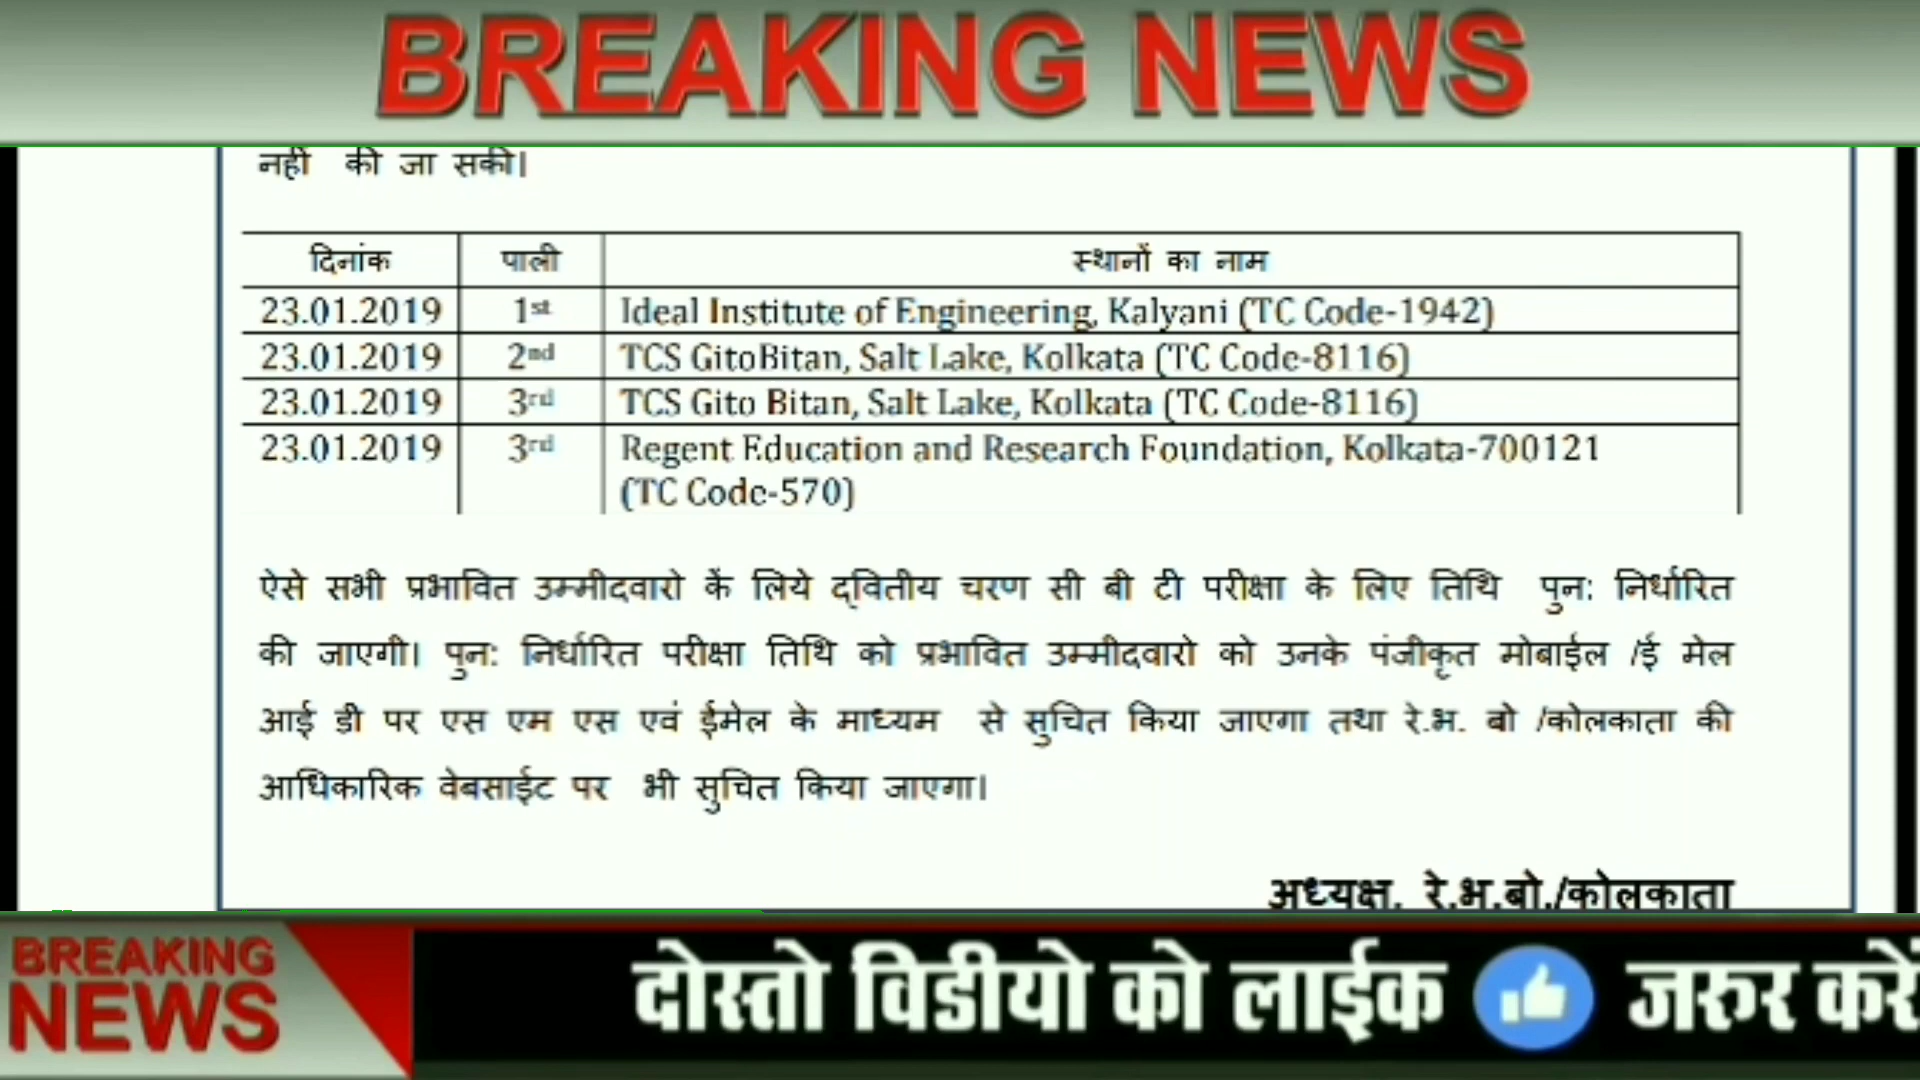 BREAKING NEWS
नही की जा सकी।
दिनांक पाली स्थानों का नाम
23.01.2019 1st Ideal Institute of Engineering, Kalyani (TC Code-1942)
23.01.2019 2nd TCS GitoBitan, Salt Lake, Kolkata (TC Code-8116)
23.01.2019 3rd TCS Gito Bitan, Salt Lake, Kolkata (TC Code-8116)
23.01.2019 3rd Regent Education and Research Foundation, Kolkata-700121
(TC Code-570)
ऐसे सभी प्रभावित उम्मीदवारो कें लिये द्वितीय चरण सी बी टी परीक्षा के लिए तिथि पुन: निर्धारित
की जाएगी। पुन: निर्धारित परीक्षा तिथि को प्रभावित उम्मीदवारो को उनके पंजीकृत मोबाईल /ई मेल
आई डी पर एस एम एस एवं ईमेल के माध्यम से सुचित किया जाएगा तथा रे.भ. बो /कोलकाता की
आधिकारिक वेबसाईट पर भी सुचित किया जाएगा।
अध्यक्ष. रे.भ.बो./कोलकाता
BREAKING
NEWS
दोस्तो विडीयो को लाईक जरुर करें